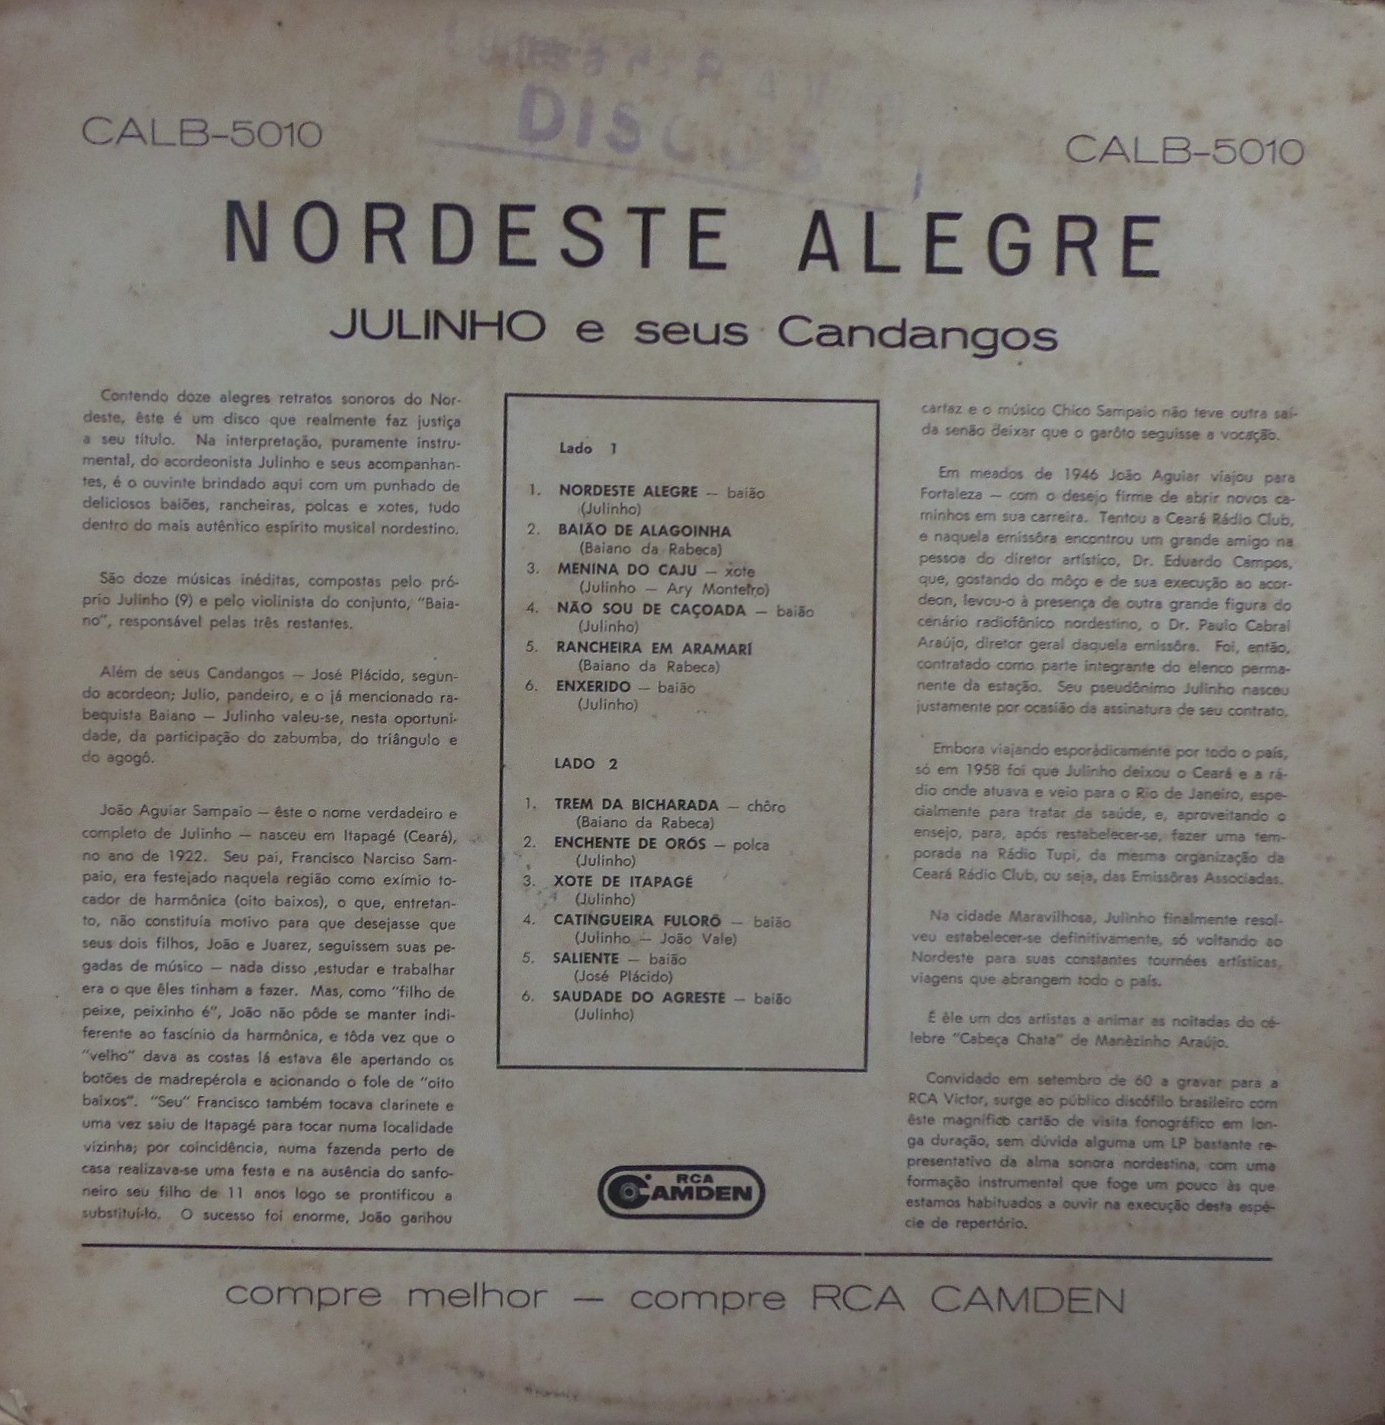 DISCOS
CALB-5010
CALB-5010
NORDESTE ALEGRE
JULINHO e seus Candangos
Contendo doze alegres retratos sonoros do Nor-
deste, êste é um disco que realmente faz justiça
a seu título. Na interpretação, puramente instru-
mental, do acordeonista Julinho e seus acompanhan-
tes, é o ouvinte brindado aqui com um punhado de
deliciosos baiões, rancheiras, polcas e xotes, tudo
dentro do mais autêntico espírito musical nordestino.
São doze músicas inéditas, compostas pelo pró-
prio Julinho (9) e pelo violinista do conjunto, "Baia-
no", responsável pelas três restantes.
Além de seus Candangos — José Plácido, segun-
do acordeon; Julio, pandeiro, e o já mencionado ra-
bequista Baiano — Julinho valeu-se, nesta oportuni-
dade, da participação do zabumba, do triângulo e
do agogô.
João Aguiar Sampaio — êste o nome verdadeiro e
completo de Julinho — nasceu em Itapagé (Ceará),
no ano de 1922. Seu pai, Francisco Narciso Sam-
paio, era festejado naquela região como exímio to-
cador de harmônica (oito baixos), o que, entretan-
to, não constituía motivo para que desejasse que
seus dois filhos, João e Juarez, seguissem suas pe-
gadas de músico — nada disso ,estudar e trabalhar
era o que êles tinham a fazer. Mas, como "filho de
peixe, peixinho é", João não pôde se manter indi-
ferente ao fascínio da harmônica, e tôda vez que o
"velho" dava as costas lá estava êle apertando os
botões de madrepérola e acionando o fole de "oito
baixos". "Seu" Francisco também tocava clarinete e
uma vez saiu de Itapagé para tocar numa localidade
vizinha; por coincidência, numa fazenda perto de
casa realizava-se uma festa e na ausência do sanfo-
neiro seu filho de 11 anos logo se prontificou a
substituí-lo. O sucesso foi enorme, João ganhou
Lado 1
1. NORDESTE ALEGRE — baião
(Julinho)
2. BAIÃO DE ALAGOINHA
(Baiano da Rabeca)
3. MENINA DO CAJU — xote
(Julinho — Ary Monteiro)
4. NÃO SOU DE CAÇOADA — baião
(Julinho)
5. RANCHEIRA EM ARAMARÍ
(Baiano da Rabeca)
6. ENXERIDO — baião
(Julinho)
LADO 2
1. TREM DA BICHARADA — chôro
(Baiano da Rabeca)
2. ENCHENTE DE ORÓS — polca
(Julinho)
3. XOTE DE ITAPAGÉ
(Julinho)
4. CATINGUEIRA FULORÔ — baião
(Julinho — João Vale)
5. SALIENTE — baião
(José Plácido)
6. SAUDADE DO AGRESTE — baião
(Julinho)
RCA
CAMDEN
cartaz e o músico Chico Sampaio não teve outra saí-
da senão deixar que o garôto seguisse a vocação.
Em meados de 1946 João Aguiar viajou para
Fortaleza — com o desejo firme de abrir novos ca-
minhos em sua carreira. Tentou a Ceará Rádio Club,
e naquela emissôra encontrou um grande amigo na
pessoa do diretor artístico, Dr. Eduardo Campos,
que, gostando do môço e de sua execução ao acor-
deon, levou-o à presença de outra grande figura do
cenário radiofônico nordestino, o Dr. Paulo Cabral
Araújo, diretor geral daquela emissôra. Foi, então,
contratado como parte integrante do elenco perma-
nente da estação. Seu pseudônimo Julinho nasceu
justamente por ocasião da assinatura de seu contrato.
Embora viajando esporàdicamente por todo o país,
só em 1958 foi que Julinho deixou o Ceará e a rá-
dio onde atuava e veio para o Rio de Janeiro, espe-
cialmente para tratar da saúde, e, aproveitando o
ensejo, para, após restabelecer-se, fazer uma tem-
porada na Rádio Tupi, da mesma organização da
Ceará Rádio Club, ou seja, das Emissôras Associadas.
Na cidade Maravilhosa, Julinho finalmente resol-
veu estabelecer-se definitivamente, só voltando ao
Nordeste para suas constantes tournées artísticas,
viagens que abrangem todo o país.
É êle um dos artistas a animar as noitadas do cé-
lebre "Cabeça Chata" de Manèzinho Araújo.
Convidado em setembro de 60 a gravar para a
RCA Victor, surge ao público discófilo brasileiro com
êste magnífico cartão de visita fonográfico em lon-
ga duração, sem dúvida alguma um LP bastante re-
presentativo da alma sonora nordestina, com uma
formação instrumental que foge um pouco às que
estamos habituados a ouvir na execução desta espé-
cie de repertório.
compre melhor — compre RCA CAMDEN